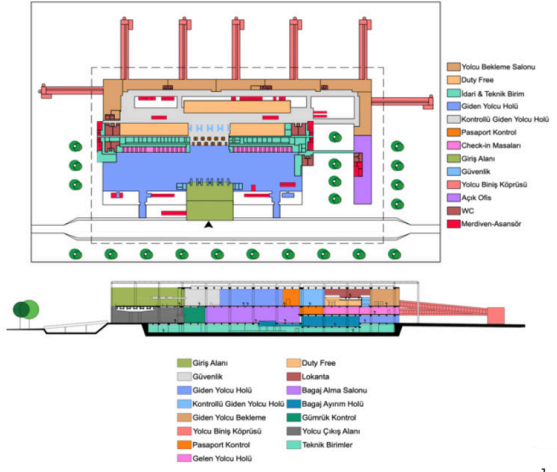 Yolcu Bekleme Salonu
Duty Free
İdari & Teknik Birim
Giden Yolcu Holü
Kontrollü Giden Yolcu Holü
Pasaport Kontrol
Check-in Masaları
Giriş Alanı
Güvenlik
Yolcu Biniş Köprüsü
Açık Ofis
WC
Merdiven-Asansör
Giriş Alanı
Güvenlik
Giden Yolcu Holü
Kontrollü Giden Yolcu Holü
Giden Yolcu Bekleme
Yolcu Biniş Köprüsü
Pasaport Kontrol
Gelen Yolcu Holü
Duty Free
Lokanta
Bagaj Alma Salonu
Bagaj Ayırım Holü
Gümrük Kontrol
Yolcu Çıkış Alanı
Teknik Birimler